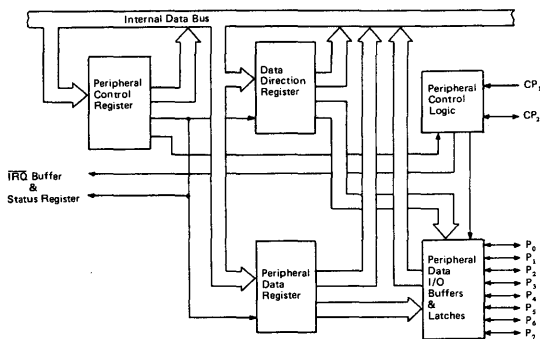 Internal Data Bus
Peripheral
Control
Register
Data
Direction
Register
Peripheral
Control
Logic
CP₁
CP₂
I̅R̅Q̅ Buffer
&
Status Register
Peripheral
Data
Register
Peripheral
Data
I/O
Buffers
&
Latches
P₀
P₁
P₂
P₃
P₄
P₅
P₆
P₇